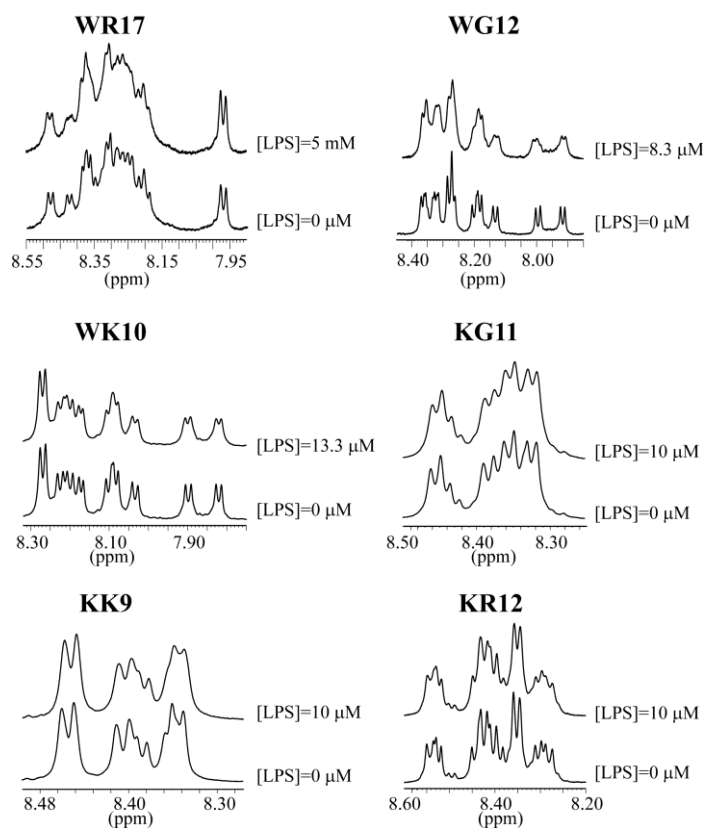 WR17
[LPS]=5 mM
[LPS]=0 μM
8.55 8.35 8.15 7.95
(ppm)
WG12
[LPS]=8.3 μM
[LPS]=0 μM
8.40 8.20 8.00
(ppm)
WK10
[LPS]=13.3 μM
[LPS]=0 μM
8.30 8.10 7.90
(ppm)
KG11
[LPS]=10 μM
[LPS]=0 μM
8.50 8.40 8.30
(ppm)
KK9
[LPS]=10 μM
[LPS]=0 μM
8.48 8.40 8.30
(ppm)
KR12
[LPS]=10 μM
[LPS]=0 μM
8.60 8.40 8.20
(ppm)